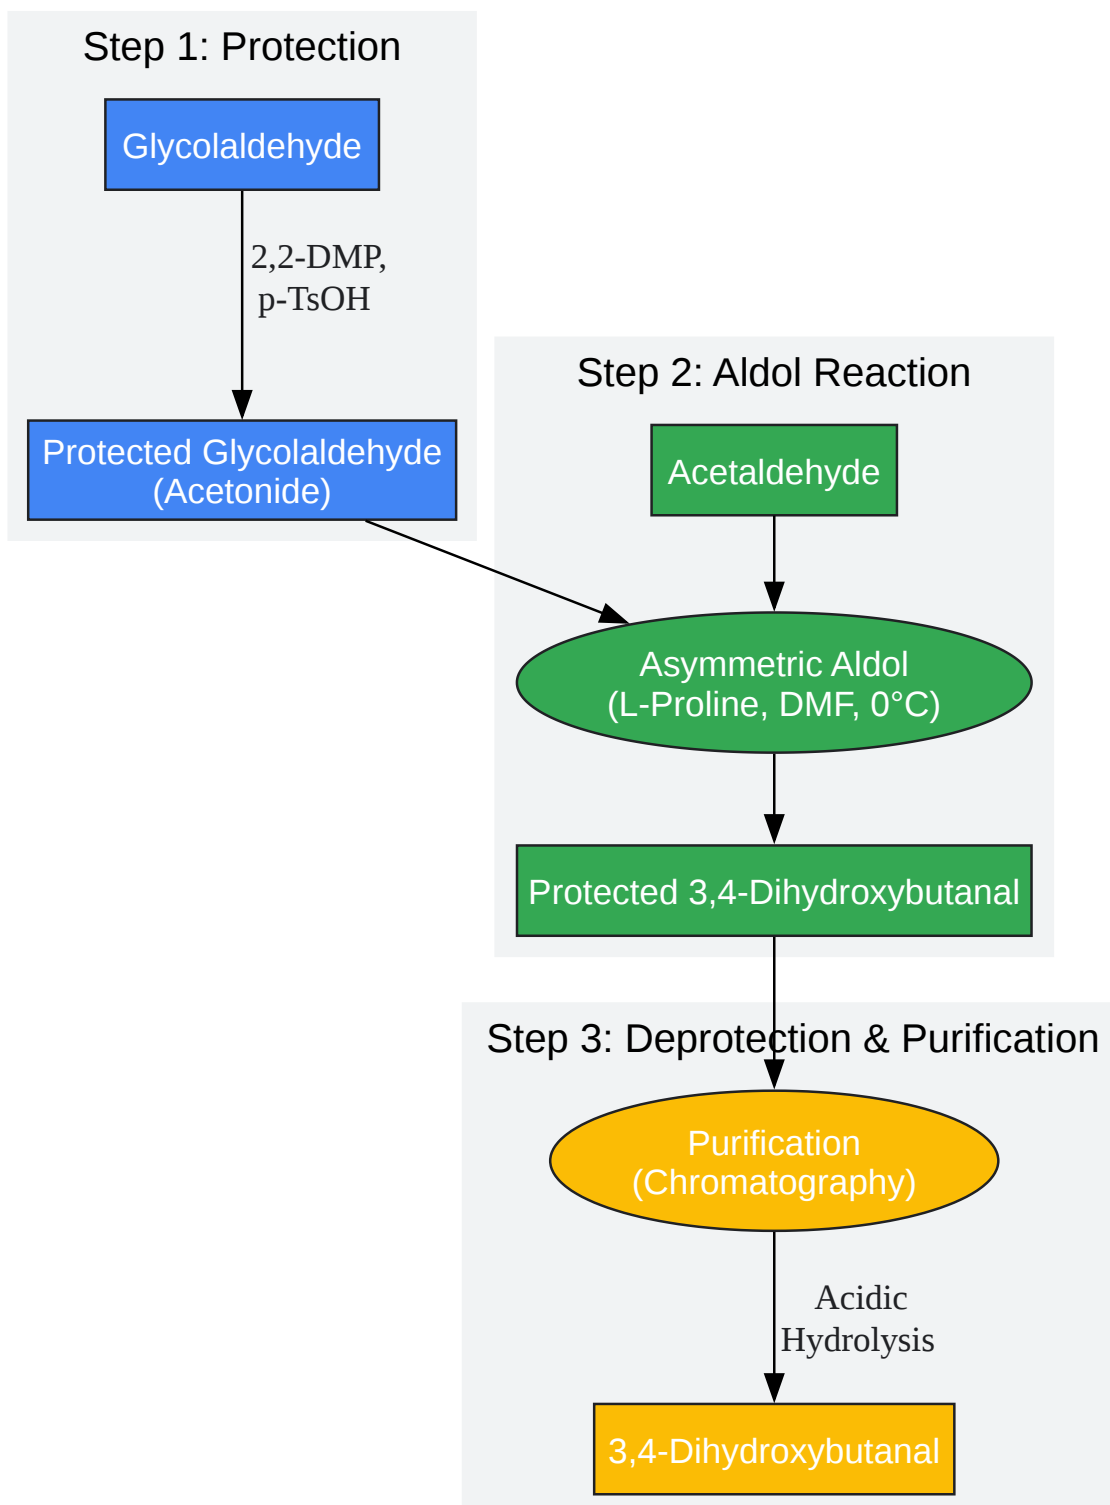 Step 1: Protection
Glycolaldehyde
2,2-DMP,
p-TsOH
Protected Glycolaldehyde
(Acetonide)
Step 2: Aldol Reaction
Acetaldehyde
Asymmetric Aldol
(L-Proline, DMF, 0°C)
Protected 3,4-Dihydroxybutanal
Step 3: Deprotection & Purification
Purification
(Chromatography)
Acidic
Hydrolysis
3,4-Dihydroxybutanal